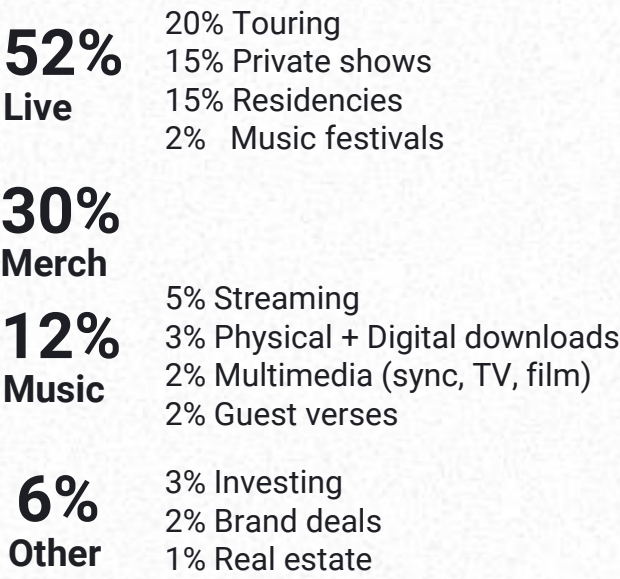 52%
Live
20% Touring
15% Private shows
15% Residencies
2% Music festivals
30%
Merch
12%
Music
5% Streaming
3% Physical + Digital downloads
2% Multimedia (sync, TV, film)
2% Guest verses
6%
Other
3% Investing
2% Brand deals
1% Real estate